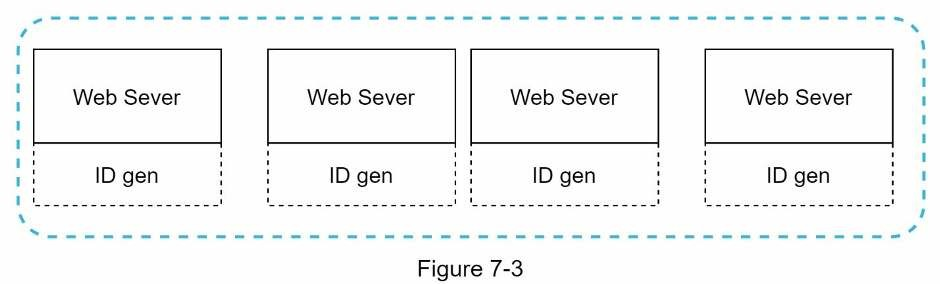 Web Sever Web Sever Web Sever Web Sever
ID gen ID gen ID gen ID gen
Figure 7-3